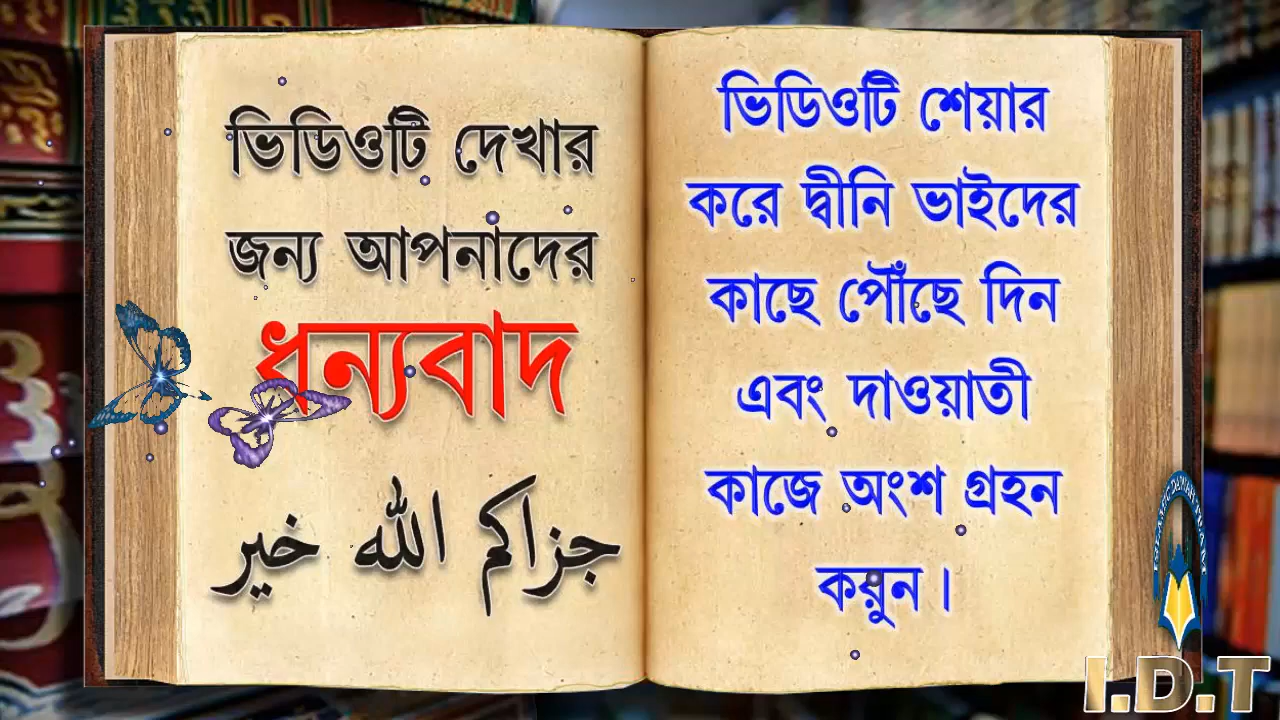 ভিডিওটি দেখার
জন্য আপনাদের
ধন্যবাদ
جزاكم الله خير
ভিডিওটি শেয়ার
করে দ্বীনি ভাইদের
কাছে পৌঁছে দিন
এবং দাওয়াতী
কাজে অংশ গ্রহন
করুন।
I.D.T